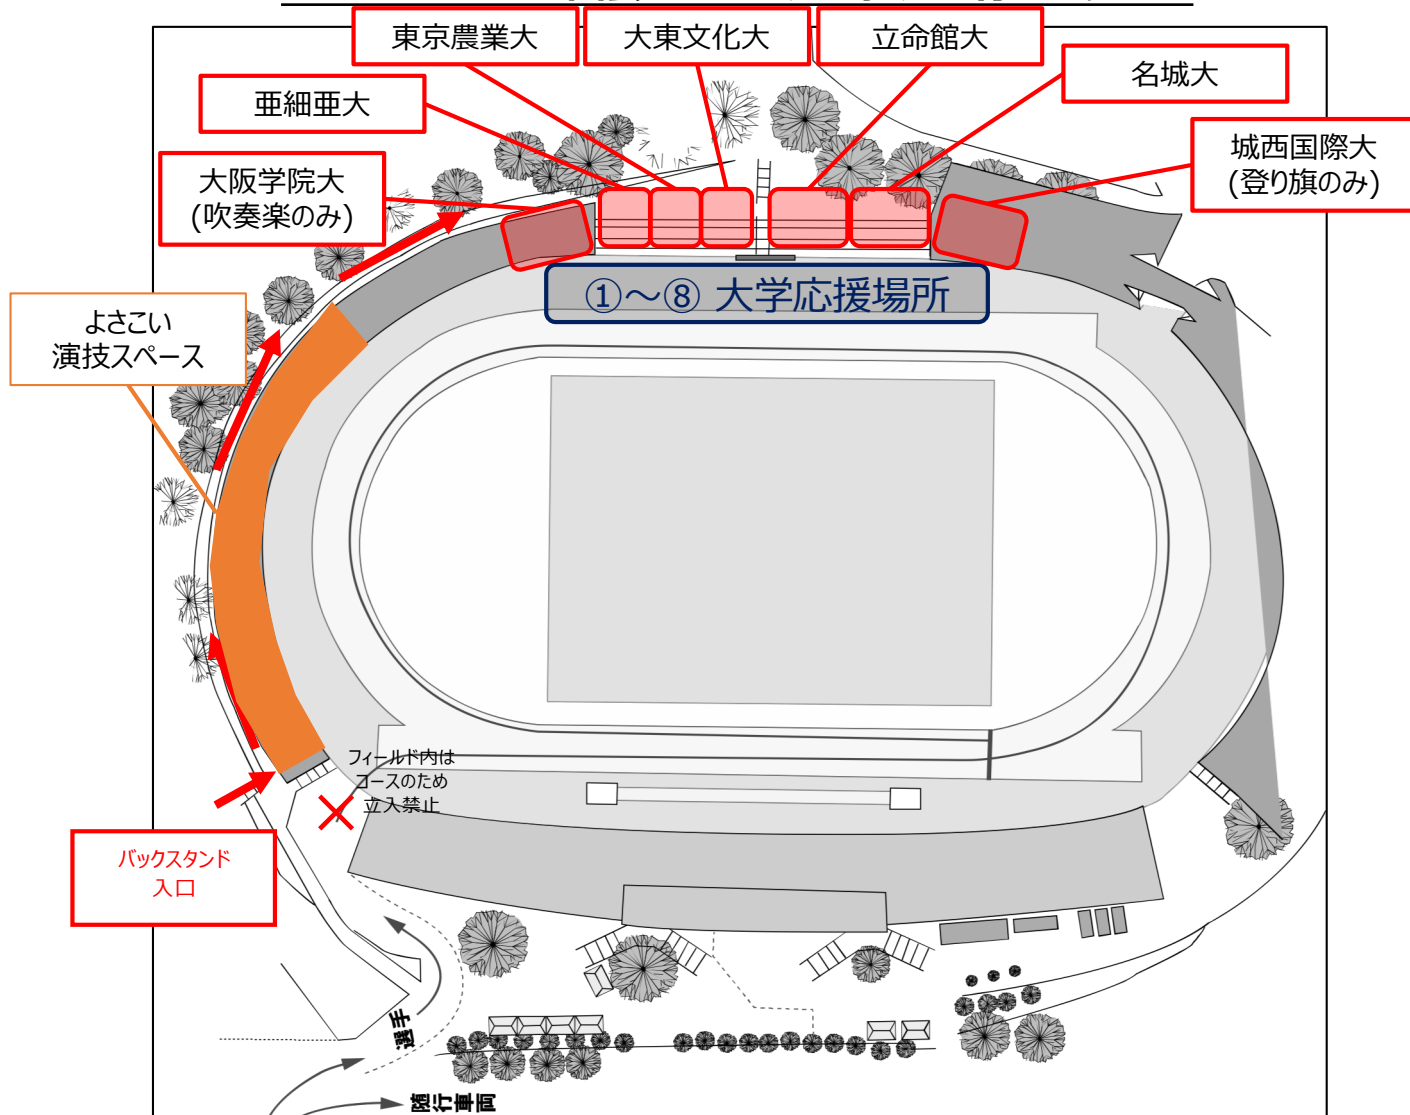 東京農業大
大東文化大
立命館大
名城大
亜細亜大
城西国際大
(登り旗のみ)
大阪学院大
(吹奏楽のみ)
①～⑧ 大学応援場所
よさこい
演技スペース
フィールド内は
コースのため
立入禁止
バックスタンド
入口
選手
随行車両